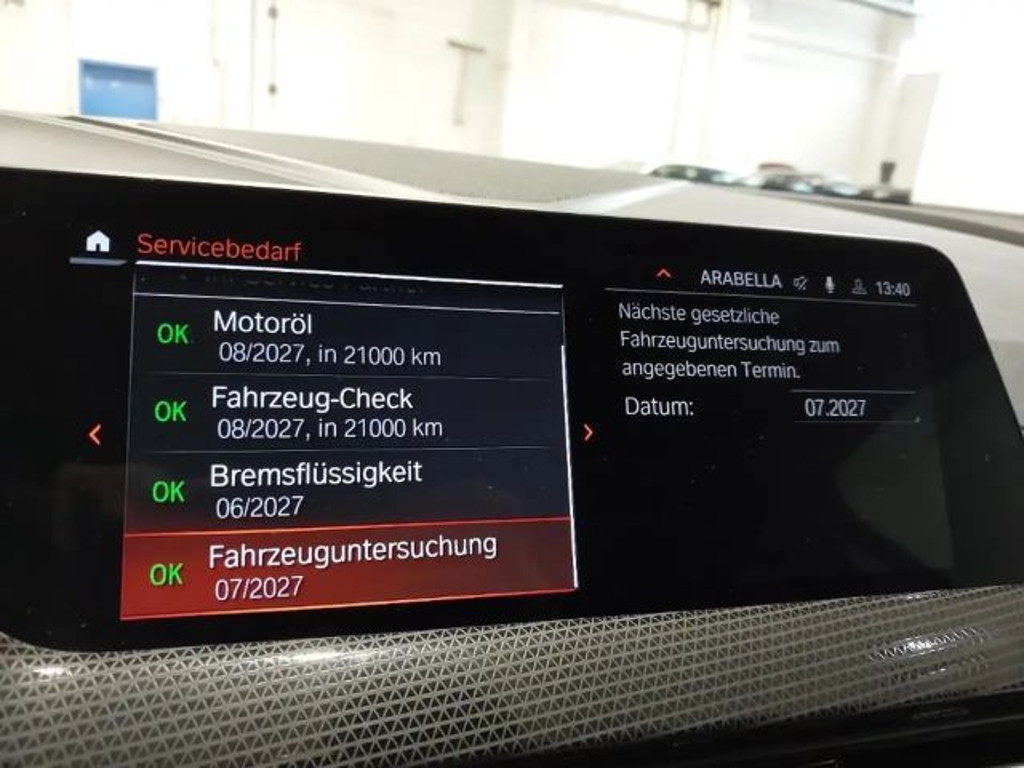 Servicebedarf
ARABELLA 13:40
OK Motoröl
08/2027, in 21000 km
OK Fahrzeug-Check
08/2027, in 21000 km
OK Bremsflüssigkeit
06/2027
OK Fahrzeuguntersuchung
07/2027
Nächste gesetzliche
Fahrzeuguntersuchung zum
angegebenen Termin.
Datum: 07.2027